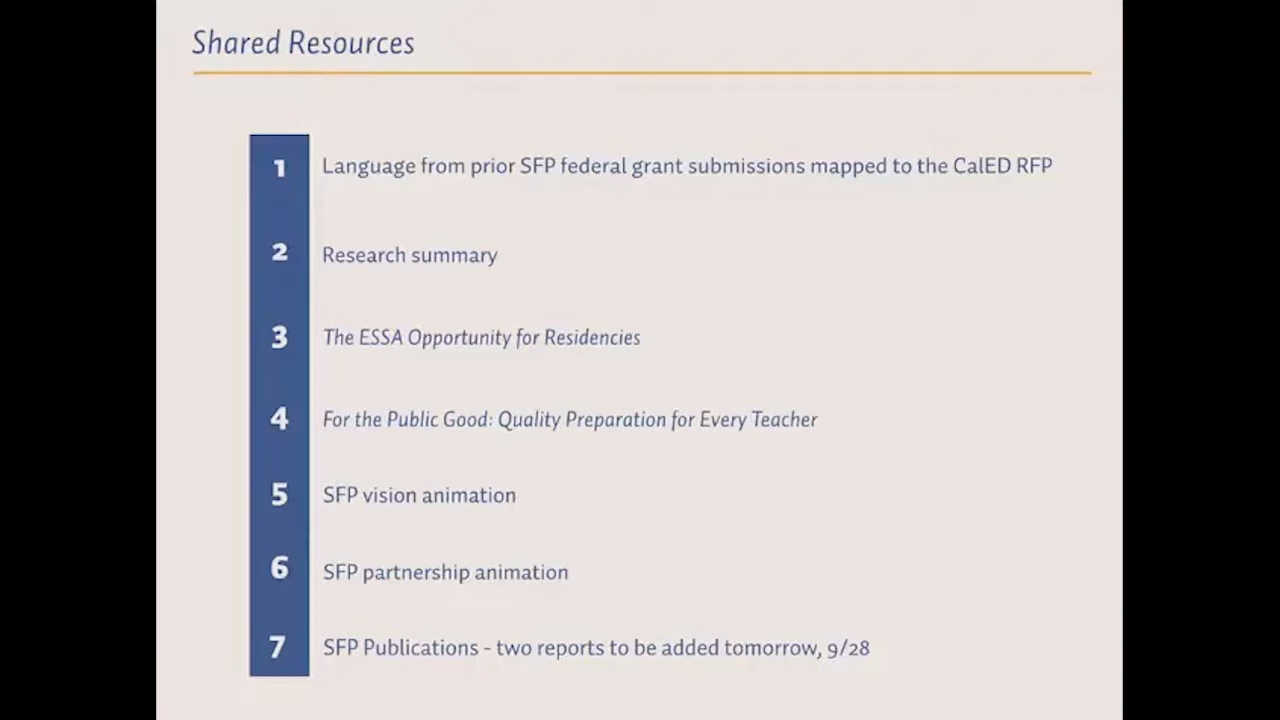 Shared Resources
1 Language from prior SFP federal grant submissions mapped to the CalED RFP
2 Research summary
3 The ESSA Opportunity for Residencies
4 For the Public Good: Quality Preparation for Every Teacher
5 SFP vision animation
6 SFP partnership animation
7 SFP Publications - two reports to be added tomorrow, 9/28